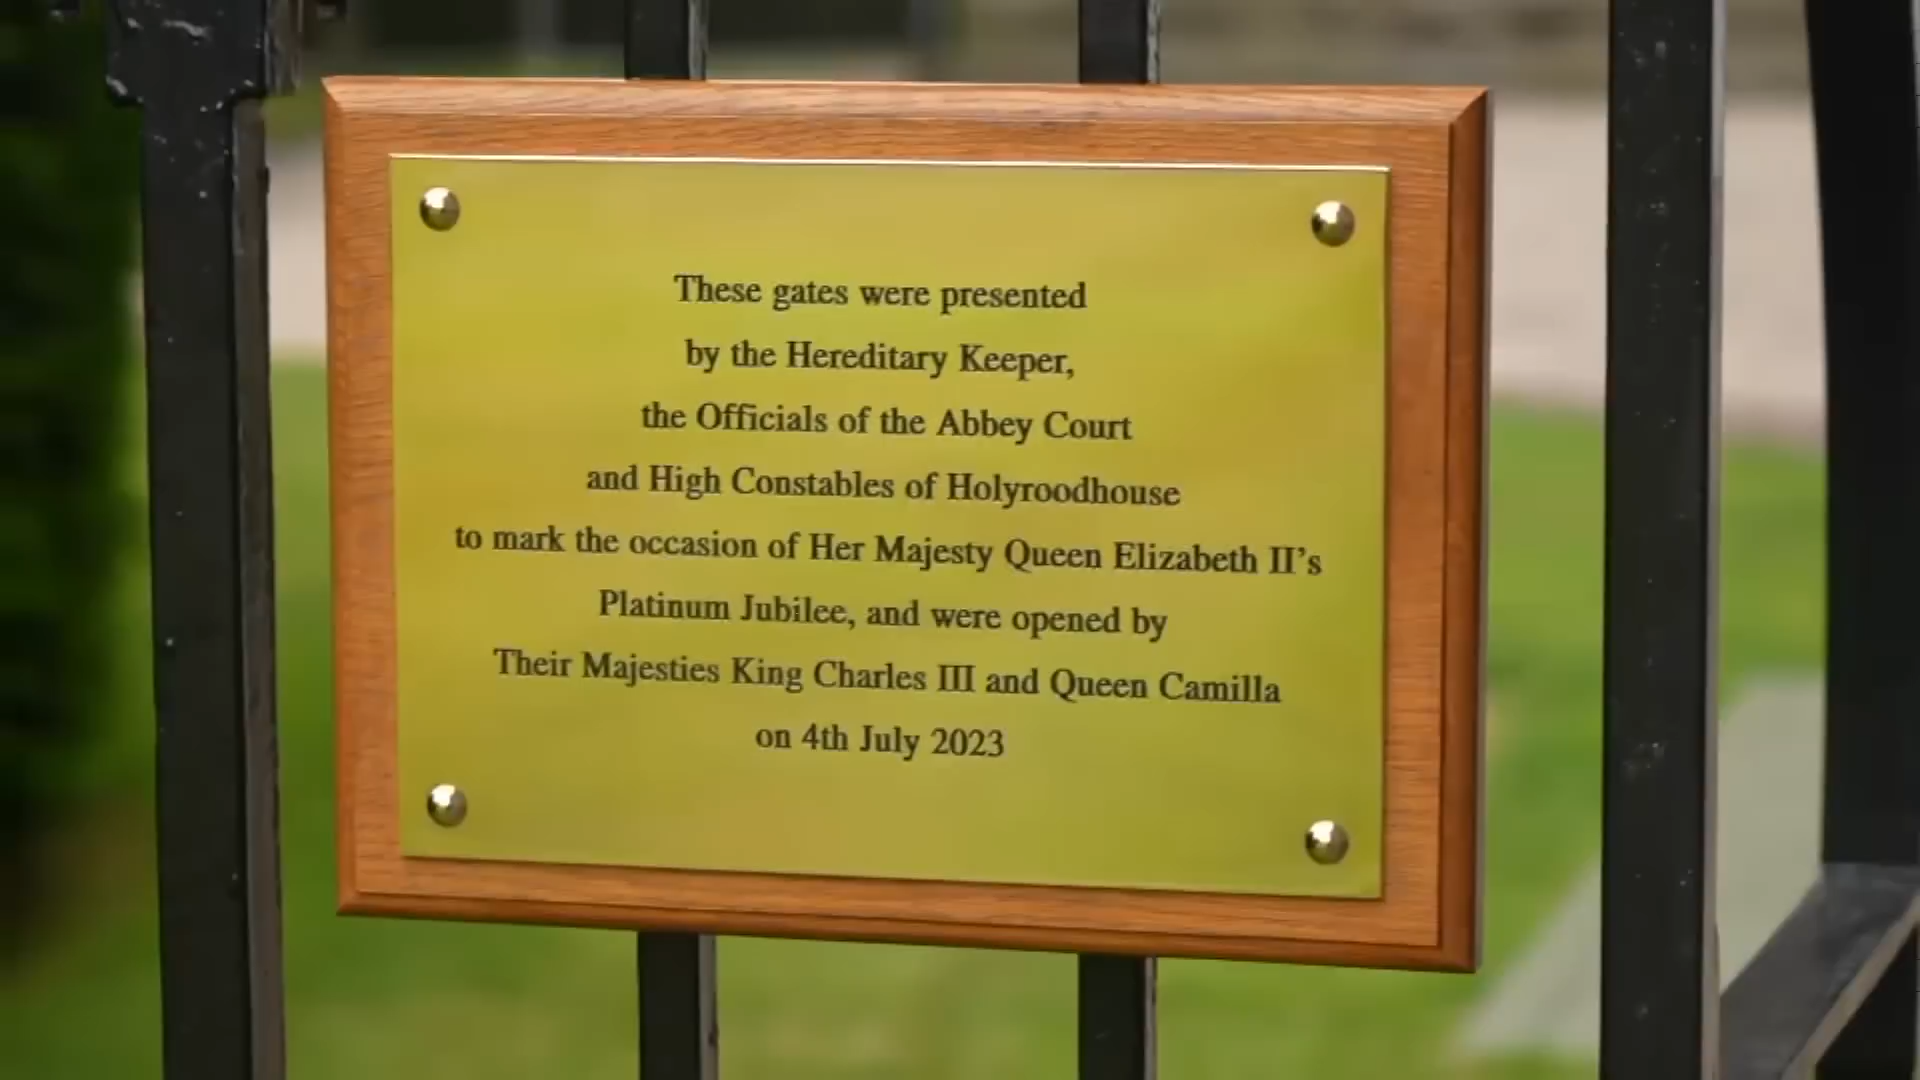 These gates were presented
by the Hereditary Keeper,
the Officials of the Abbey Court
and High Constables of Holyroodhouse
to mark the occasion of Her Majesty Queen Elizabeth II’s
Platinum Jubilee, and were opened by
Their Majesties King Charles III and Queen Camilla
on 4th July 2023